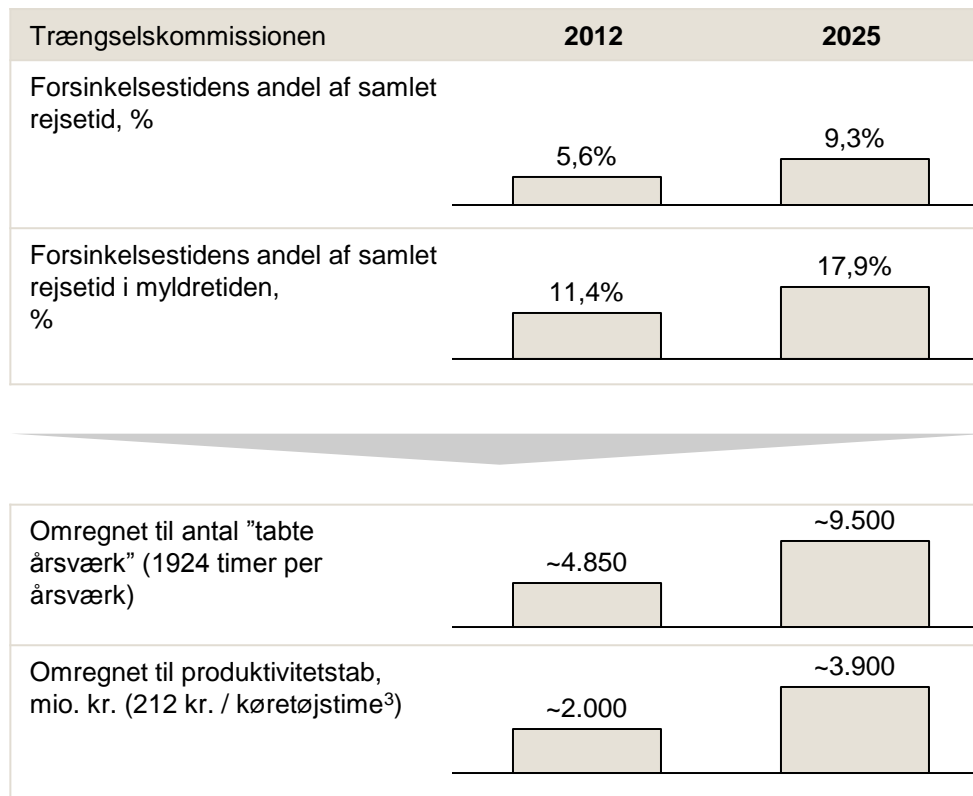 Trængselskommissionen 2012 2025
Forsinkelsestidens andel af samlet
rejsetid, %
5,6% 9,3%
Forsinkelsestidens andel af samlet
rejsetid i myldretiden,
%
11,4% 17,9%
Omregnet til antal ”tabte
årsværk” (1924 timer per
årsværk)
~4.850 ~9.500
Omregnet til produktivitetstab,
mio. kr. (212 kr. / køretøjstime³)
~2.000 ~3.900